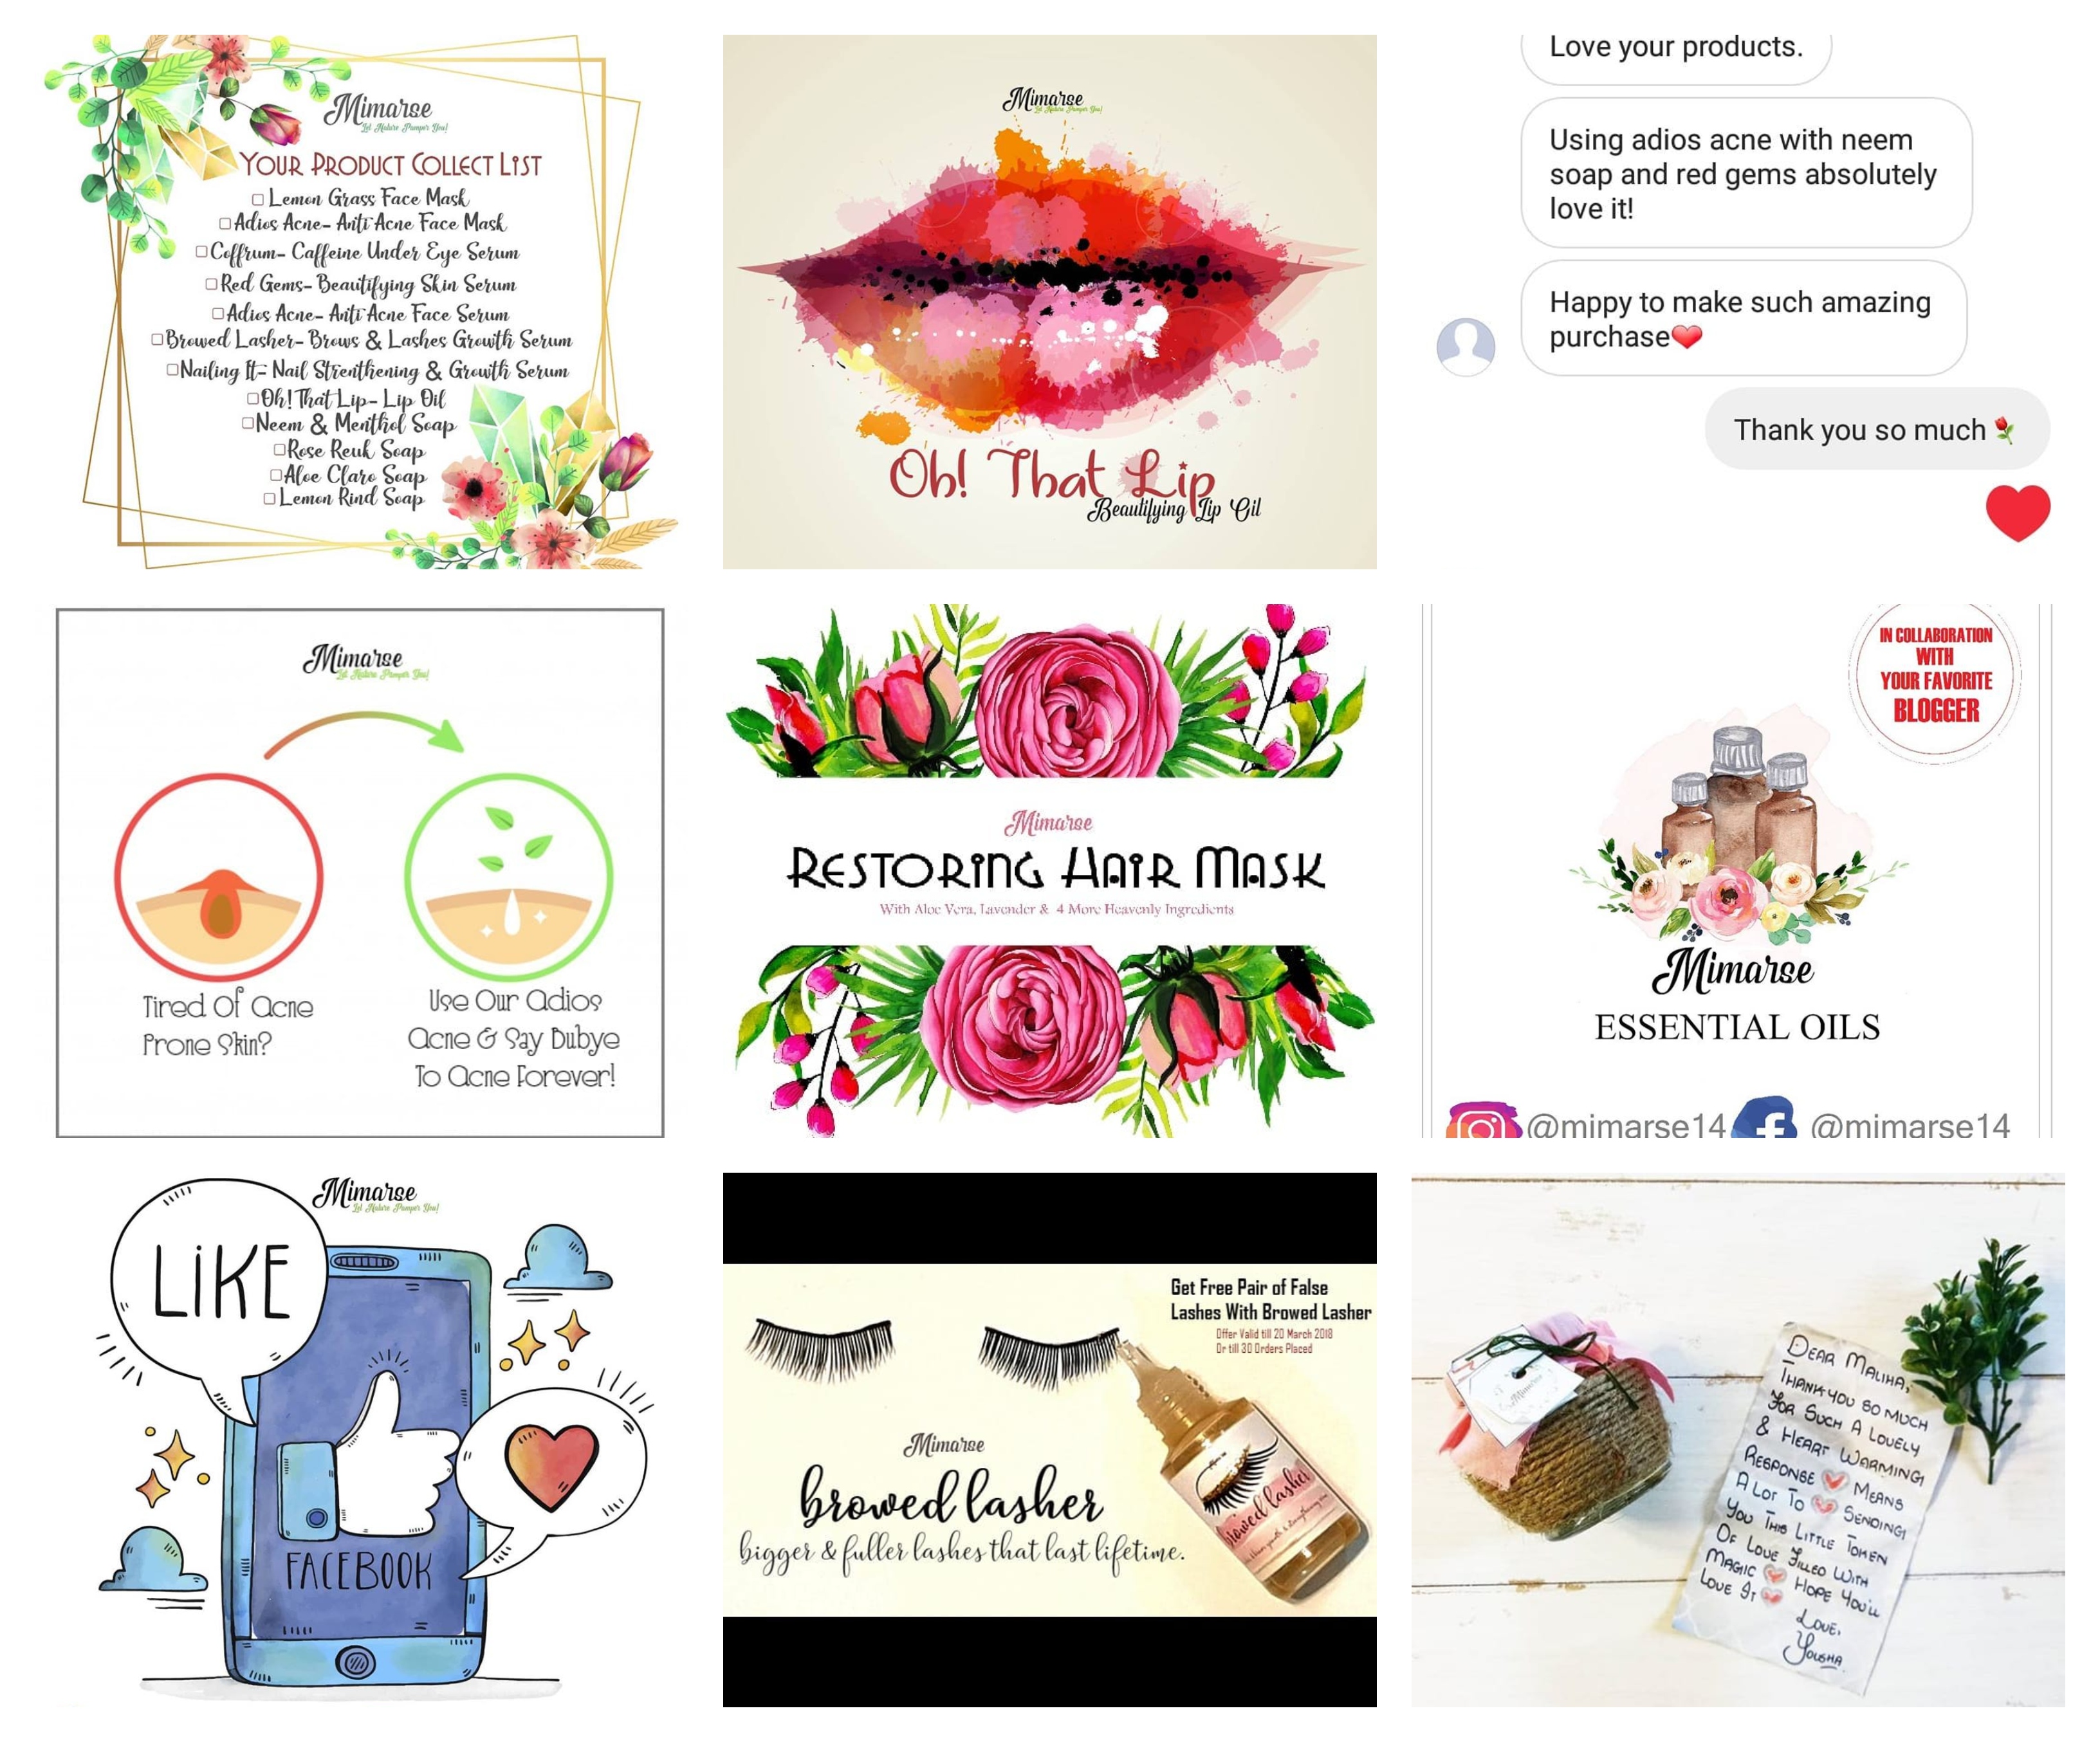 Mimarse
Let Nature Pamper You!
YOUR PRODUCT COLLECT LIST
Lemon Grass Face Mask
Adios Acne- Anti Acne Face Mask
Coffrum- Caffeine Under Eye Serum
Red Gems- Beautifying Skin Serum
Adios Acne- Anti Acne Face Serum
Browed Lasher- Brows & Lashes Growth Serum
Nailing It- Nail Strenthening & Growth Serum
Oh! That Lip- Lip Oil
Neem & Menthol Soap
Rose Reuk Soap
Aloe Claro Soap
Lemon Rind Soap
Mimarse
Let Nature Pamper You!
Oh! That Lip
Beautifying Lip Oil
Love your products.
Using adios acne with neem
soap and red gems absolutely
love it!
Happy to make such amazing
purchase❤
Thank you so much 🌹
Mimarse
Let Nature Pamper You!
Tired Of Acne
Prone Skin?
Use Our Adios
Acne & Say Bubye
To Acne Forever!
Mimarse
RESTORING HAIR MASK
With Aloe Vera, Lavender & 4 More Heavenly Ingredients
IN COLLABORATION
WITH
YOUR FAVORITE
BLOGGER
Mimarse
ESSENTIAL OILS
@mimarse14 @mimarse14
Mimarse
Let Nature Pamper You!
LIKE
FACEBOOK
Get Free Pair of False
Lashes With Browed Lasher
Offer Valid till 20 March 2018
Or till 30 Orders Placed
Mimarse
browed lasher
bigger & fuller lashes that last lifetime.
browed lasher
Mimarse
DEAR MALIHA,
THANK YOU SO MUCH
FOR SUCH A LOVELY
& HEART WARMING
RESPONSE ❤ MEANS
A LOT TO ❤ SENDING
YOU THIS LITTLE TOKEN
OF LOVE FILLED WITH
MAGIC ❤ HOPE YOU'LL
LOVE IT ❤
LOVE,
YOUSHA